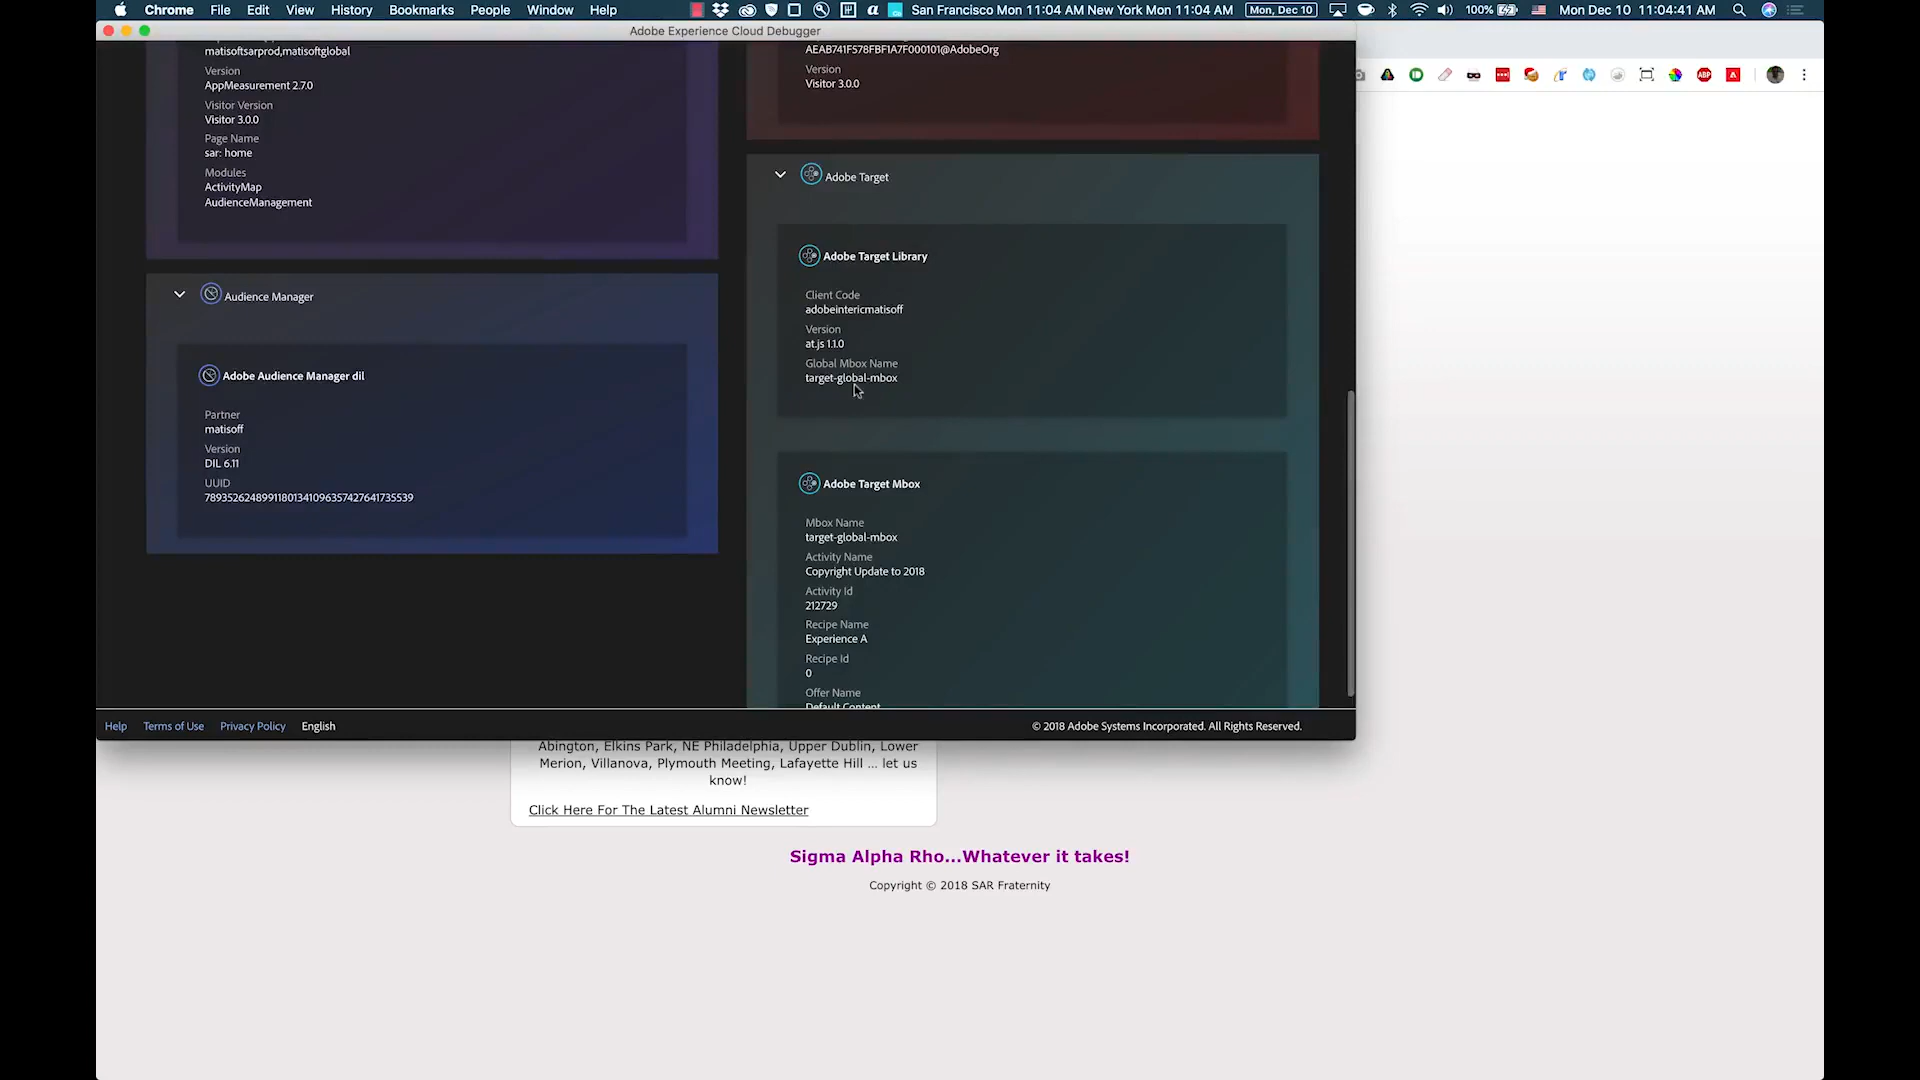 Chrome File Edit View History Bookmarks People Window Help
San Francisco Mon 11:04 AM New York Mon 11:04 AM Mon, Dec 10 100% Mon Dec 10 11:04:41 AM
Adobe Experience Cloud Debugger
matisoftsarprod,matisoftglobal
Version
AppMeasurement 2.7.0
Visitor Version
Visitor 3.0.0
Page Name
sar: home
Modules
ActivityMap
AudienceManagement
Audience Manager
Adobe Audience Manager dil
Partner
matisoff
Version
DIL 6.11
UUID
78935262489911801341096357427641735539
AEAB741F578FBF1A7F000101@AdobeOrg
Version
Visitor 3.0.0
Adobe Target
Adobe Target Library
Client Code
adobeintericmatisoff
Version
at.js 1.1.0
Global Mbox Name
target-global-mbox
Adobe Target Mbox
Mbox Name
target-global-mbox
Activity Name
Copyright Update to 2018
Activity Id
212729
Recipe Name
Experience A
Recipe Id
0
Offer Name
Default Content
Help Terms of Use Privacy Policy English
© 2018 Adobe Systems Incorporated. All Rights Reserved.
ABP
Abington, Elkins Park, NE Philadelphia, Upper Dublin, Lower
Merion, Villanova, Plymouth Meeting, Lafayette Hill ... let us
know!
Click Here For The Latest Alumni Newsletter
Sigma Alpha Rho...Whatever it takes!
Copyright © 2018 SAR Fraternity